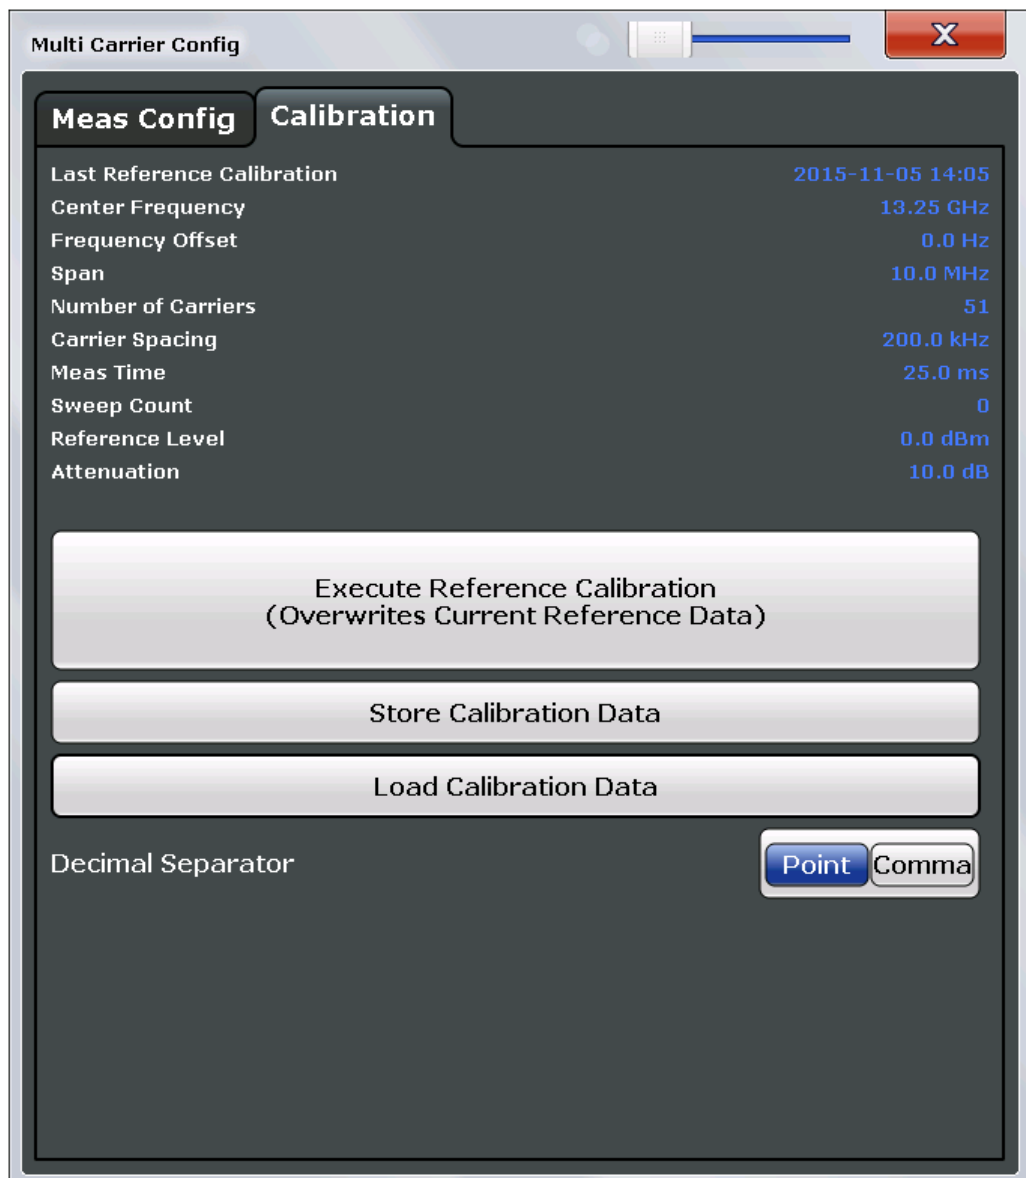 Multi Carrier Config
X
Meas Config Calibration
Last Reference Calibration 2015-11-05 14:05
Center Frequency 13.25 GHz
Frequency Offset 0.0 Hz
Span 10.0 MHz
Number of Carriers 51
Carrier Spacing 200.0 kHz
Meas Time 25.0 ms
Sweep Count 0
Reference Level 0.0 dBm
Attenuation 10.0 dB
Execute Reference Calibration
(Overwrites Current Reference Data)
Store Calibration Data
Load Calibration Data
Decimal Separator Point Comma